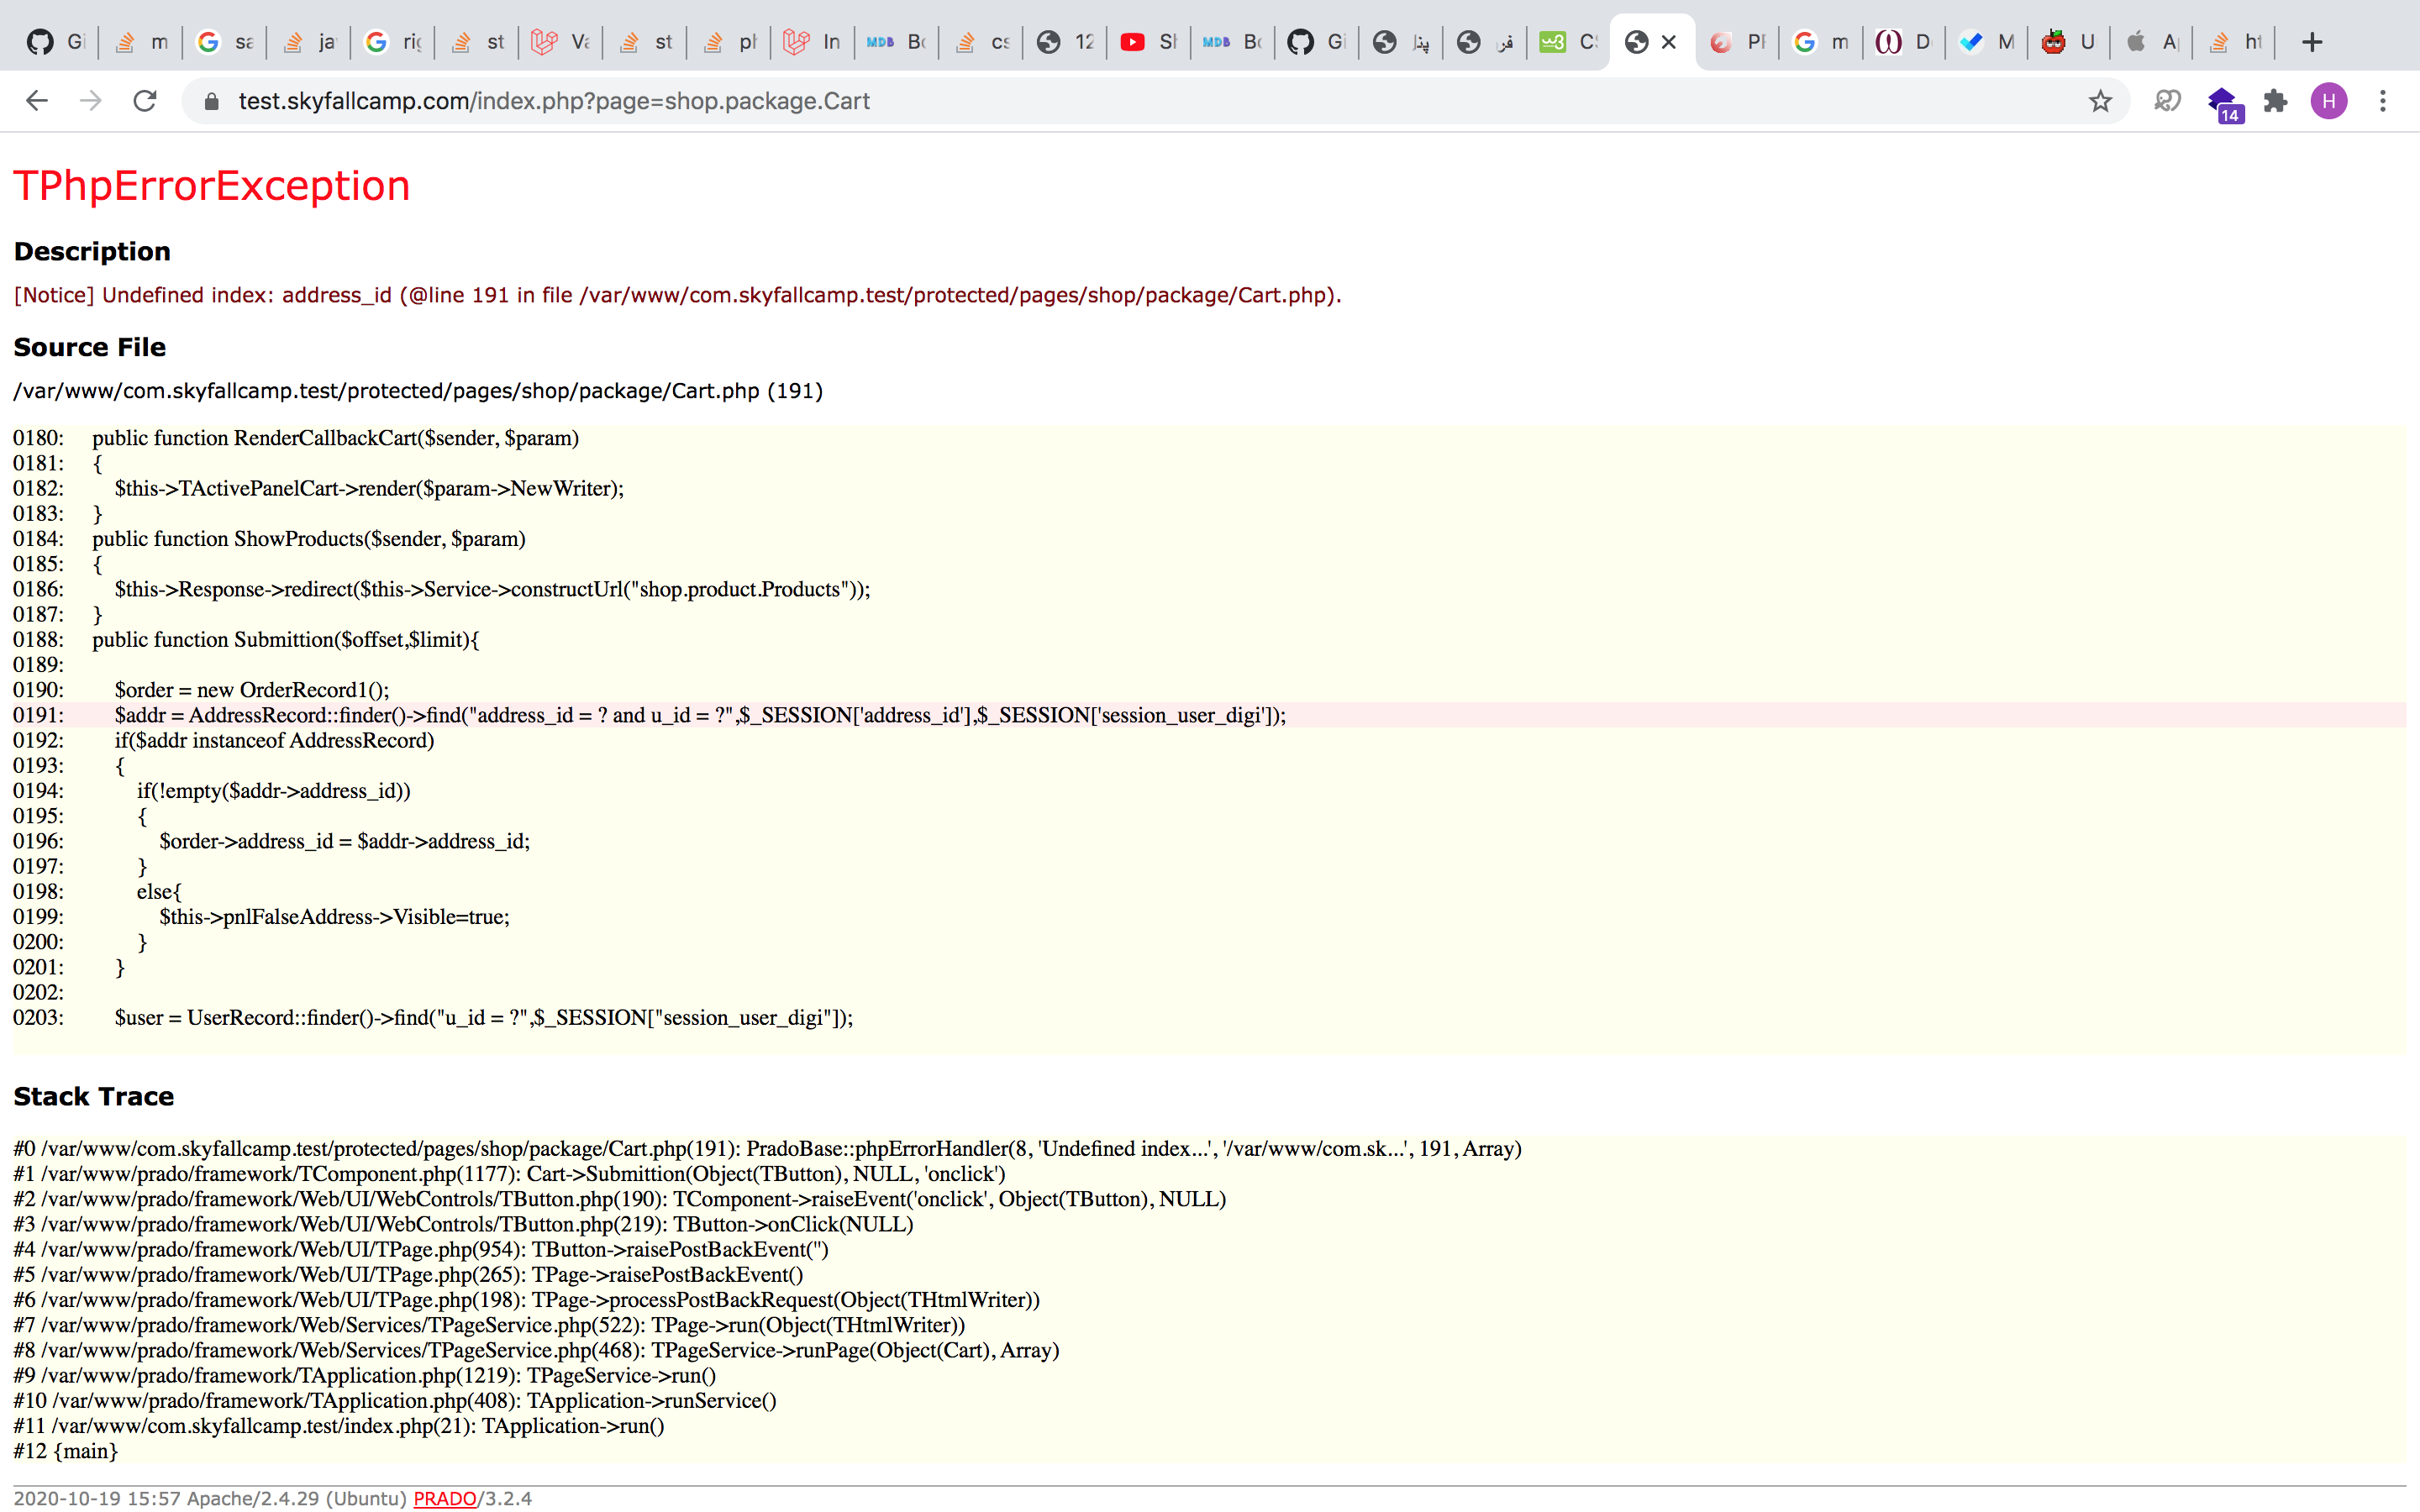 Gi
m
sa
ja
ri
st
Va
st
pl
In
MDB
Bo
cs
12
Sh
MDB
Bo
Gi
پذ
فر
w3
CS
m
D
M
U
A
ht
test.skyfallcamp.com/index.php?page=shop.package.Cart
14
H
TPhpErrorException
Description
[Notice] Undefined index: address_id (@line 191 in file /var/www/com.skyfallcamp.test/protected/pages/shop/package/Cart.php).
Source File
/var/www/com.skyfallcamp.test/protected/pages/shop/package/Cart.php (191)
0180: public function RenderCallbackCart($sender, $param)
0181: {
0182: $this->TActivePanelCart->render($param->NewWriter);
0183: }
0184: public function ShowProducts($sender, $param)
0185: {
0186: $this->Response->redirect($this->Service->constructUrl("shop.product.Products"));
0187: }
0188: public function Submittion($offset,$limit){
0189:
0190: $order = new OrderRecord1();
0191: $addr = AddressRecord::finder()->find("address_id = ? and u_id = ?",$_SESSION['address_id'],$_SESSION['session_user_digi']);
0192: if($addr instanceof AddressRecord)
0193: {
0194: if(!empty($addr->address_id))
0195: {
0196: $order->address_id = $addr->address_id;
0197: }
0198: else{
0199: $this->pnlFalseAddress->Visible=true;
0200: }
0201: }
0202:
0203: $user = UserRecord::finder()->find("u_id = ?",$_SESSION["session_user_digi"]);
Stack Trace
#0 /var/www/com.skyfallcamp.test/protected/pages/shop/package/Cart.php(191): PradoBase::phpErrorHandler(8, 'Undefined index...', '/var/www/com.sk...', 191, Array)
#1 /var/www/prado/framework/TComponent.php(1177): Cart->Submittion(Object(TButton), NULL, 'onclick')
#2 /var/www/prado/framework/Web/UI/WebControls/TButton.php(190): TComponent->raiseEvent('onclick', Object(TButton), NULL)
#3 /var/www/prado/framework/Web/UI/WebControls/TButton.php(219): TButton->onClick(NULL)
#4 /var/www/prado/framework/Web/UI/TPage.php(954): TButton->raisePostBackEvent('')
#5 /var/www/prado/framework/Web/UI/TPage.php(265): TPage->raisePostBackEvent()
#6 /var/www/prado/framework/Web/UI/TPage.php(198): TPage->processPostBackRequest(Object(THtmlWriter))
#7 /var/www/prado/framework/Web/Services/TPageService.php(522): TPage->run(Object(THtmlWriter))
#8 /var/www/prado/framework/Web/Services/TPageService.php(468): TPageService->runPage(Object(Cart), Array)
#9 /var/www/prado/framework/TApplication.php(1219): TPageService->run()
#10 /var/www/prado/framework/TApplication.php(408): TApplication->runService()
#11 /var/www/com.skyfallcamp.test/index.php(21): TApplication->run()
#12 {main}
2020-10-19 15:57 Apache/2.4.29 (Ubuntu) PRADO/3.2.4